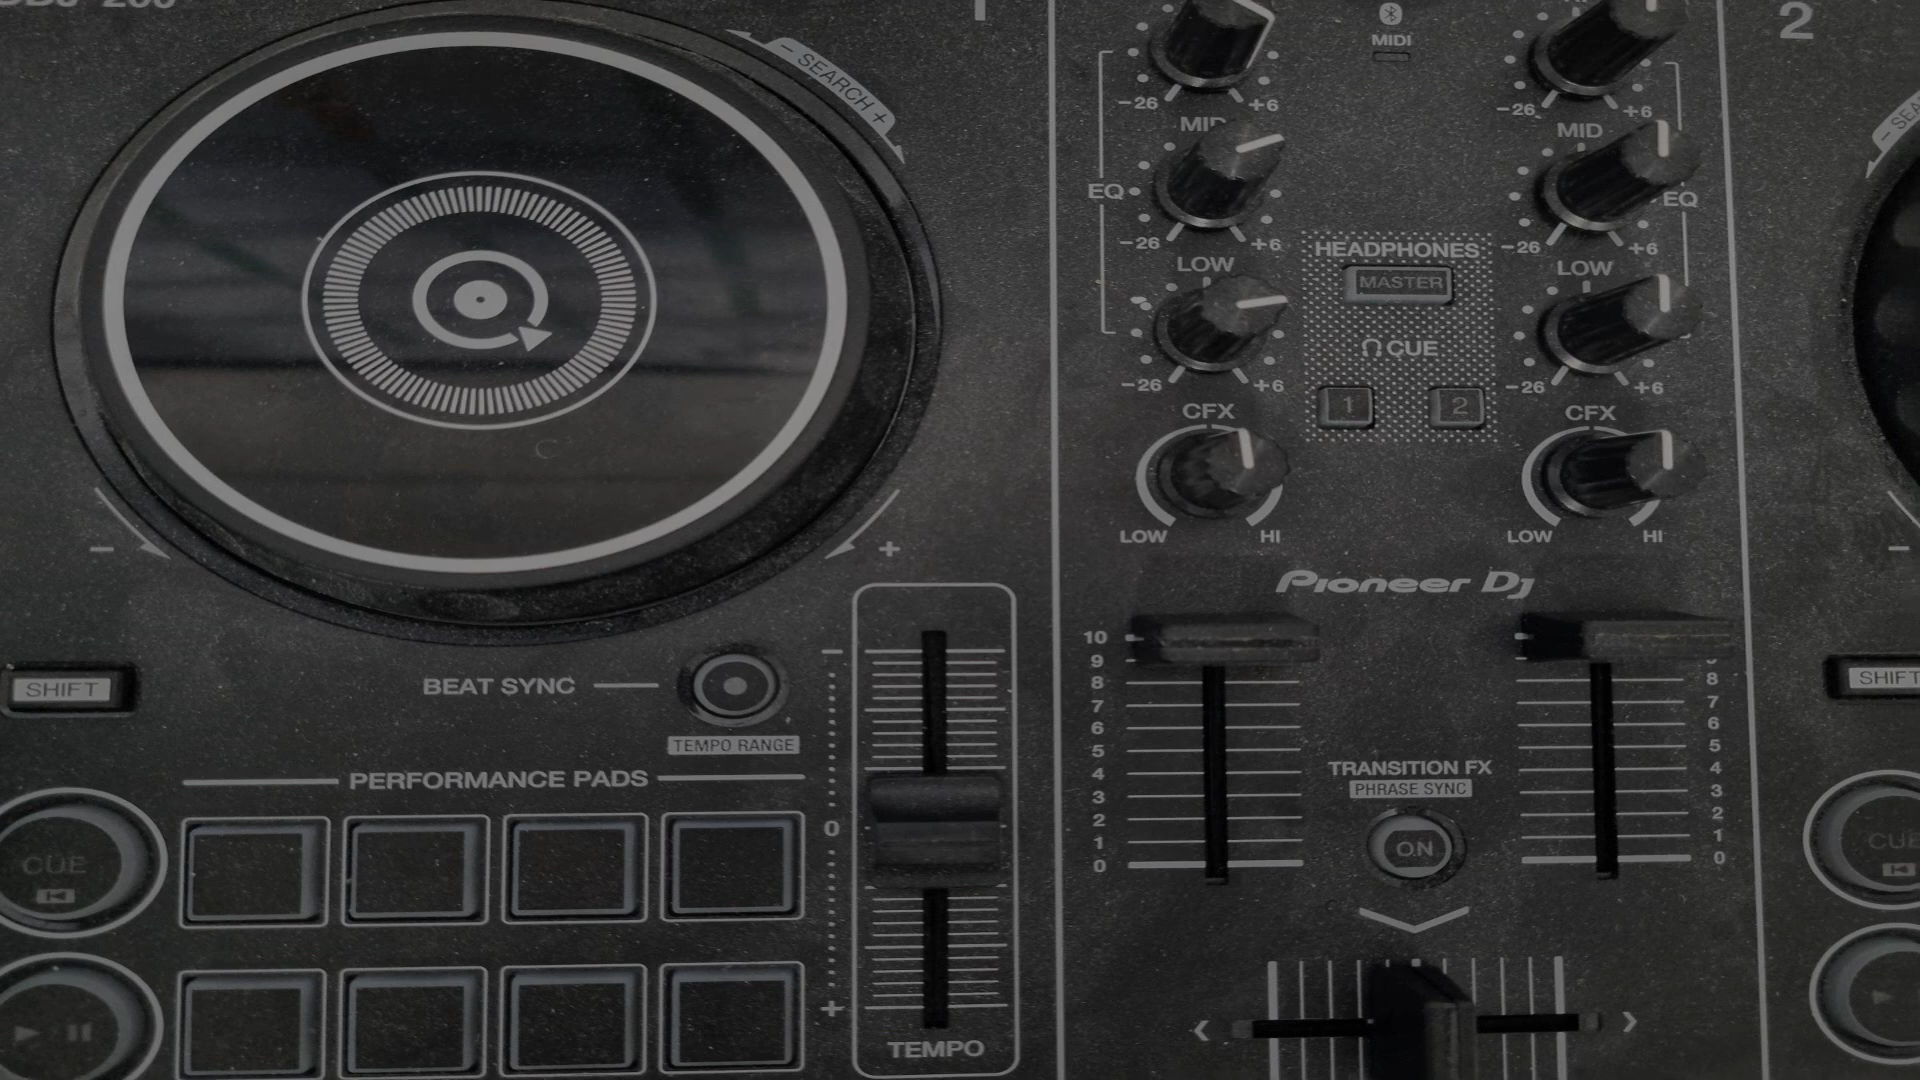 DDJ-200
1
2
MIDI
- SEARCH +
-26 +6
-26 +6
MID
MID
EQ
EQ
-26 +6
-26 +6
LOW
LOW
HEADPHONES
MASTER
CUE
-26 +6
-26 +6
1
2
CFX
CFX
LOW HI
LOW HI
- +
-
Pioneer Dj
SHIFT
BEAT SYNC
TEMPO RANGE
SHIFT
PERFORMANCE PADS
-
0
+
TEMPO
10
9
8
7
6
5
4
3
2
1
0
8
7
6
5
4
3
2
1
0
TRANSITION FX
PHRASE SYNC
ON
CUE
CUE